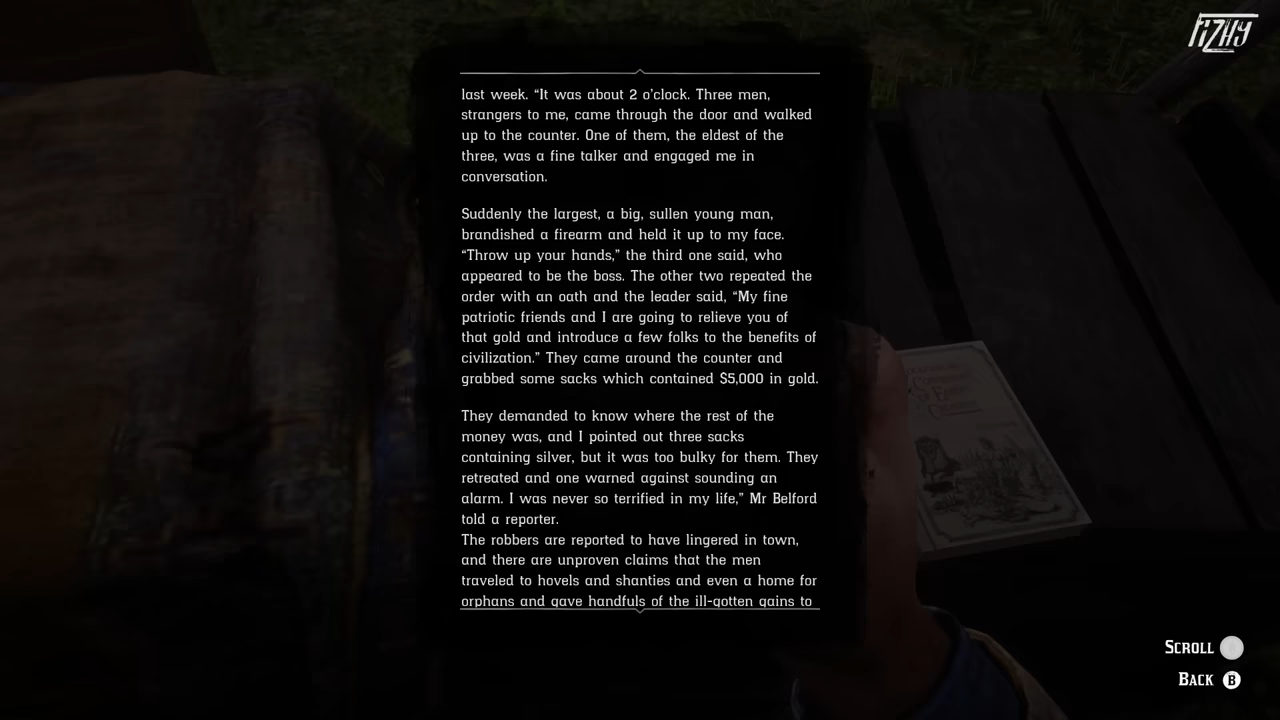 FIZHY
last week. “It was about 2 o’clock. Three men,
strangers to me, came through the door and walked
up to the counter. One of them, the eldest of the
three, was a fine talker and engaged me in
conversation.
Suddenly the largest, a big, sullen young man,
brandished a firearm and held it up to my face.
“Throw up your hands,” the third one said, who
appeared to be the boss. The other two repeated the
order with an oath and the leader said, “My fine
patriotic friends and I are going to relieve you of
that gold and introduce a few folks to the benefits of
civilization.” They came around the counter and
grabbed some sacks which contained $5,000 in gold.
They demanded to know where the rest of the
money was, and I pointed out three sacks
containing silver, but it was too bulky for them. They
retreated and one warned against sounding an
alarm. I was never so terrified in my life,” Mr Belford
told a reporter.
The robbers are reported to have lingered in town,
and there are unproven claims that the men
traveled to hovels and shanties and even a home for
orphans and gave handfuls of the ill-gotten gains to
SCROLL
BACK B